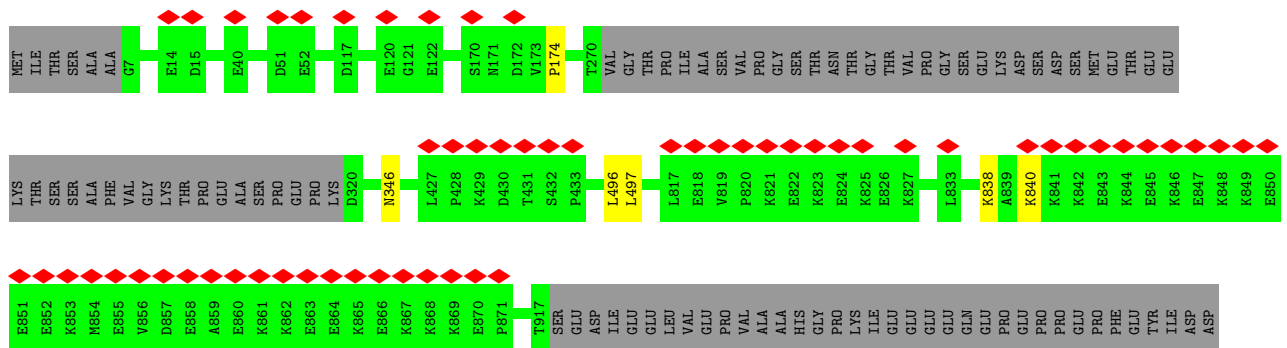 MET ILE THR SER ALA ALA G7 E14 D15 E40 D51 E52 D117 E120 G121 E122 S170 N171 D172 V173 P174 T270 VAL GLY THR PRO ILE ALA SER VAL PRO GLY SER THR ASN THR GLY THR VAL PRO GLY SER GLU LYS ASP SER ASP SER MET GLU THR GLU GLU
LYS THR SER SER ALA PHE VAL GLY LYS THR PRO GLU ALA SER PRO GLU PRO LYS D320 N346 L427 P428 K429 D430 T431 S432 P433 L496 L497 L817 E818 V819 P820 K821 E822 K823 E824 K825 E826 K827 L833 K838 A839 K840 K841 K842 E843 K844 E845 K846 E847 K848 K849 E850
E851 E852 K853 M854 E855 V856 D857 E858 A859 E860 K861 K862 E863 E864 K865 E866 K867 K868 K869 E870 P871 T917 SER GLU ASP ILE GLU GLU LEU VAL GLU PRO VAL ALA ALA HIS GLY PRO LYS ILE GLU GLU GLU GLU GLN GLU PRO GLU PRO PRO GLU PRO PHE GLU TYR ILE ASP ASP